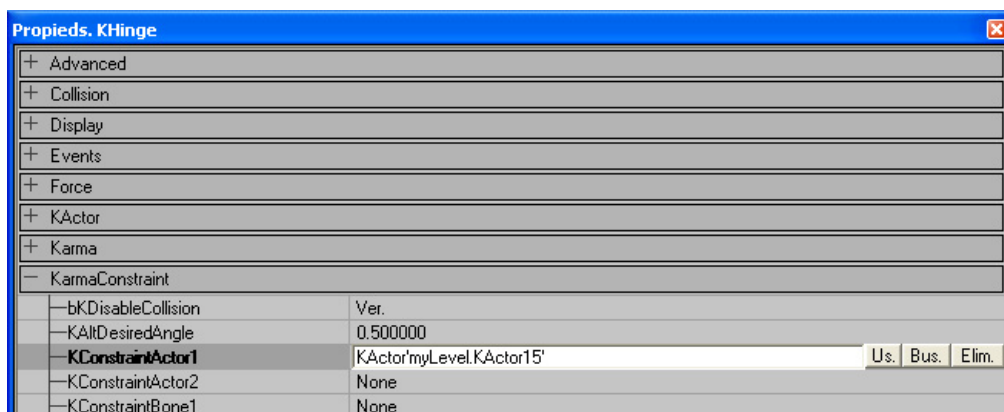 Propieds. KHinge
+ Advanced
+ Collision
+ Display
+ Events
+ Force
+ KActor
+ Karma
− KarmaConstraint
bKDisableCollision Ver.
KAltDesiredAngle 0.500000
KConstraintActor1 KActor'myLevel.KActor15' Us. Bus. Elim.
KConstraintActor2 None
KConstraintBone1 None